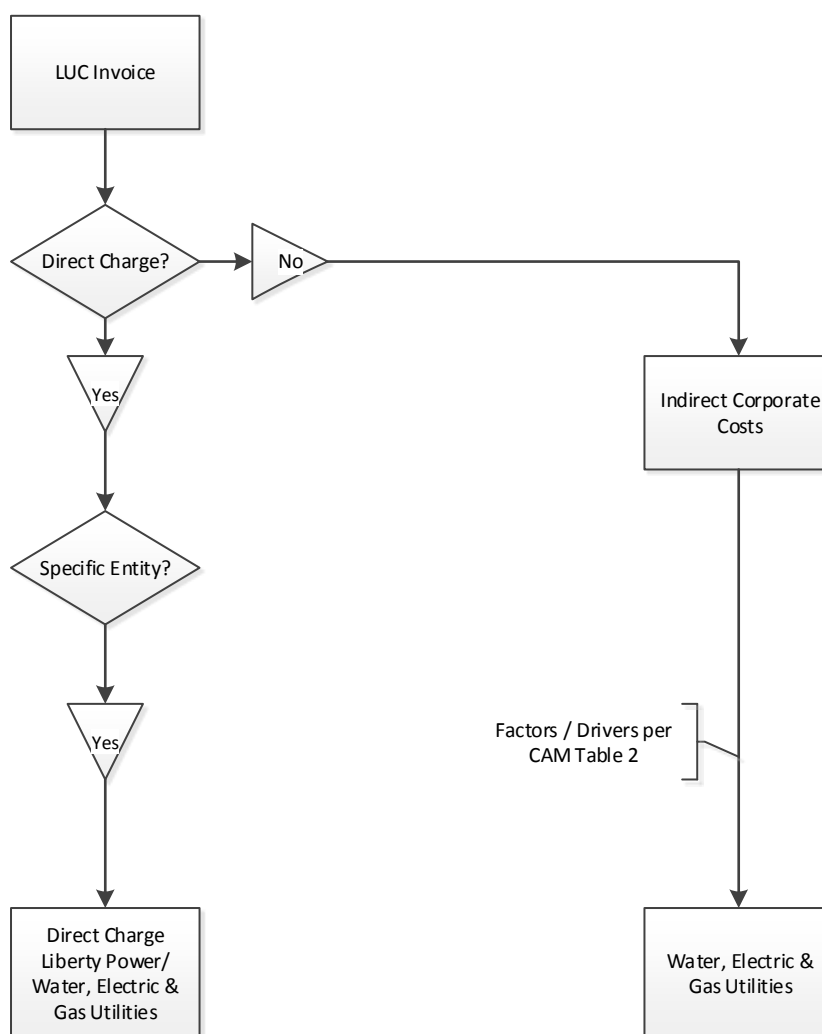 LUC Invoice
Direct Charge?
No
Yes
Indirect Corporate
Costs
Specific Entity?
Yes
Factors / Drivers per
CAM Table 2
Direct Charge
Liberty Power/
Water, Electric &
Gas Utilities
Water, Electric &
Gas Utilities